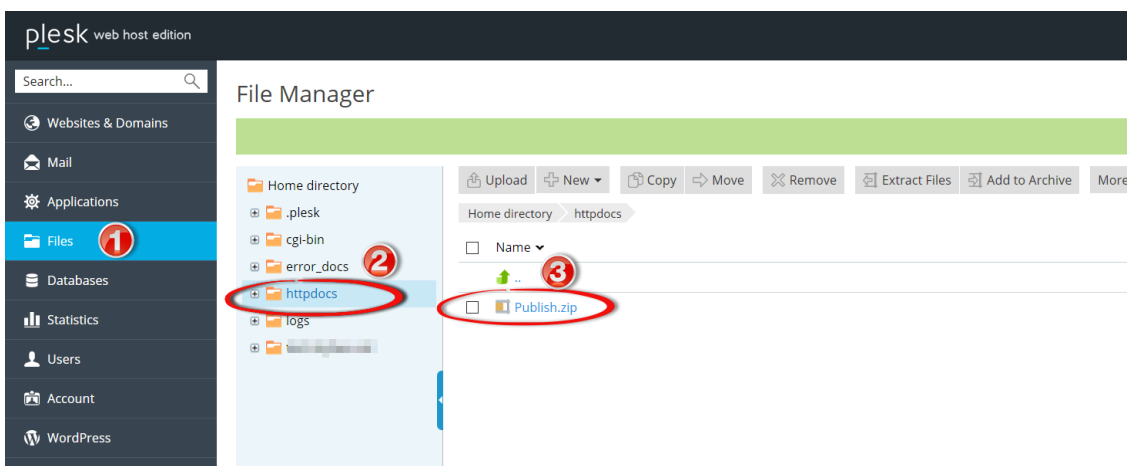 plesk web host edition
Search...
Websites & Domains
Mail
Applications
Files
1
Databases
Statistics
Users
Account
WordPress
File Manager
Home directory
.plesk
cgi-bin
error_docs
2
httpdocs
logs
Upload New Copy Move Remove Extract Files Add to Archive More
Home directory httpdocs
Name
..
3
Publish.zip